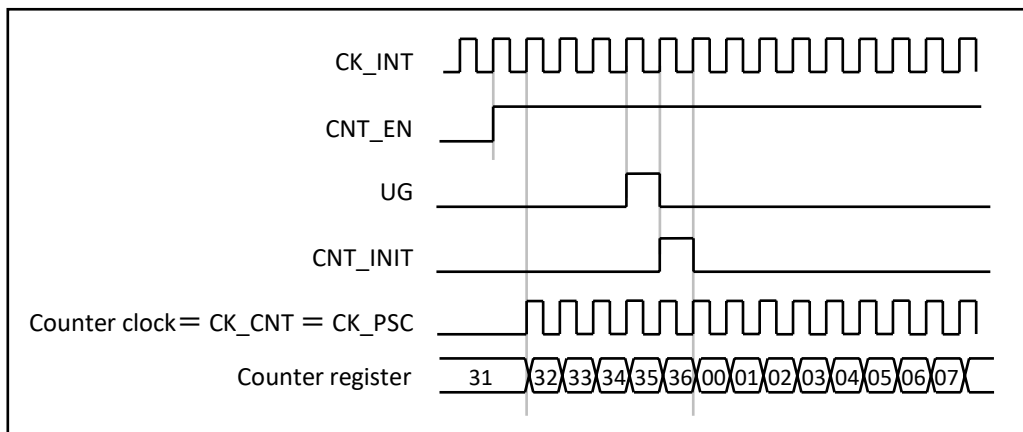 CK_INT
CNT_EN
UG
CNT_INIT
Counter clock＝ CK_CNT ＝ CK_PSC
Counter register 31 32 33 34 35 36 00 01 02 03 04 05 06 07